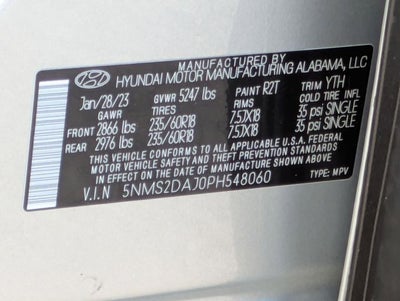 MANUFACTURED BY
HYUNDAI MOTOR MANUFACTURING ALABAMA, LLC
Jan/28/23 GVWR 5247 lbs PAINT R2T TRIM YTH
GAWR TIRES RIMS COLD TIRE INFL
FRONT 2866 lbs 235/60R18 7.5JX18 35 psi SINGLE
REAR 2976 lbs 235/60R18 7.5JX18 35 psi SINGLE
THIS VEHICLE CONFORMS TO ALL APPLICABLE U.S.A. FEDERAL
MOTOR VEHICLE SAFETY AND THEFT PREVENTION STANDARDS
IN EFFECT ON THE DATE OF MANUFACTURE SHOWN ABOVE.
V.I.N 5NMS2DAJ0PH548060 TYPE: MPV